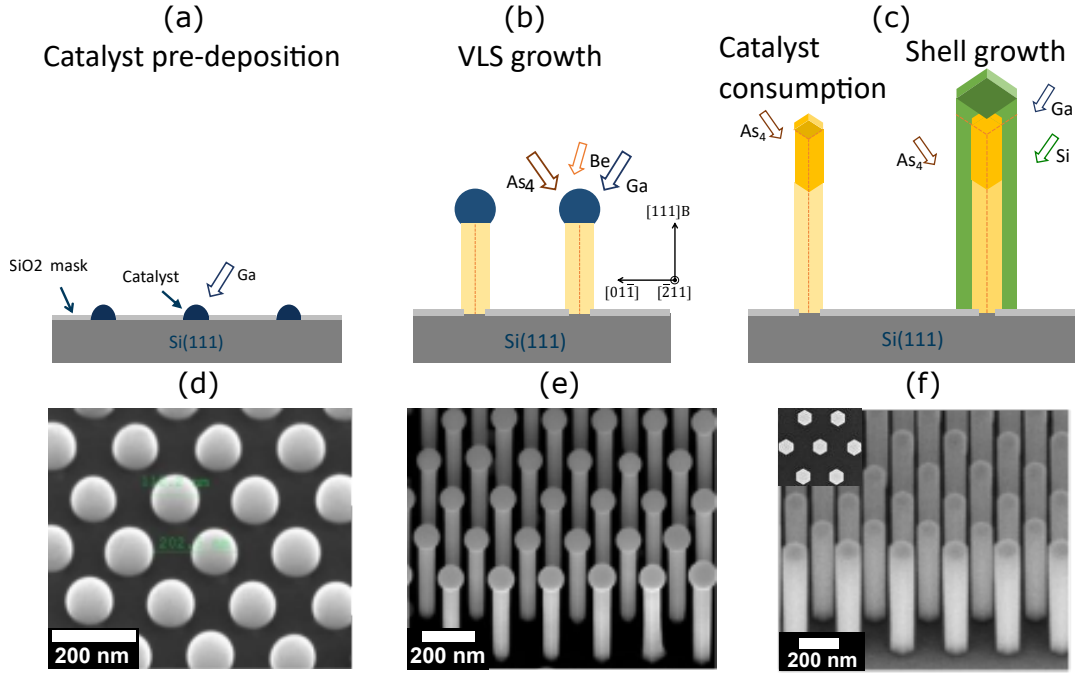 (a)
Catalyst pre-deposition
SiO2 mask
Catalyst
Ga
Si(111)
(b)
VLS growth
As4
Be
Ga
[111]B
[011̅]
[2̅11]
Si(111)
(c)
Catalyst
consumption
Shell growth
As₄
As₄
Ga
Si
Si(111)
(d)
200 nm
(e)
200 nm
(f)
200 nm